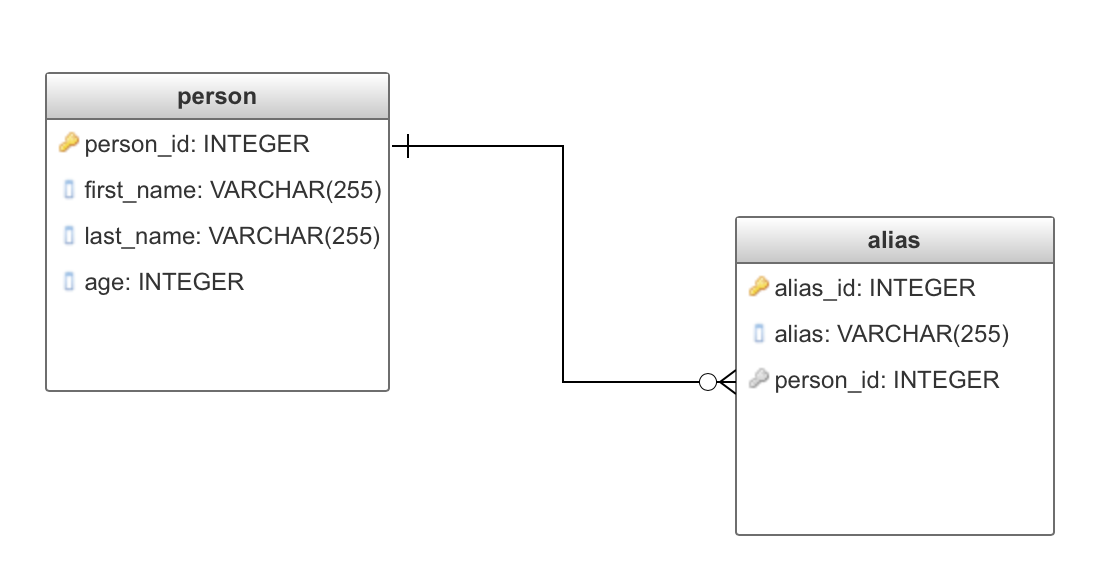 person
person_id: INTEGER
first_name: VARCHAR(255)
last_name: VARCHAR(255)
age: INTEGER
alias
alias_id: INTEGER
alias: VARCHAR(255)
person_id: INTEGER